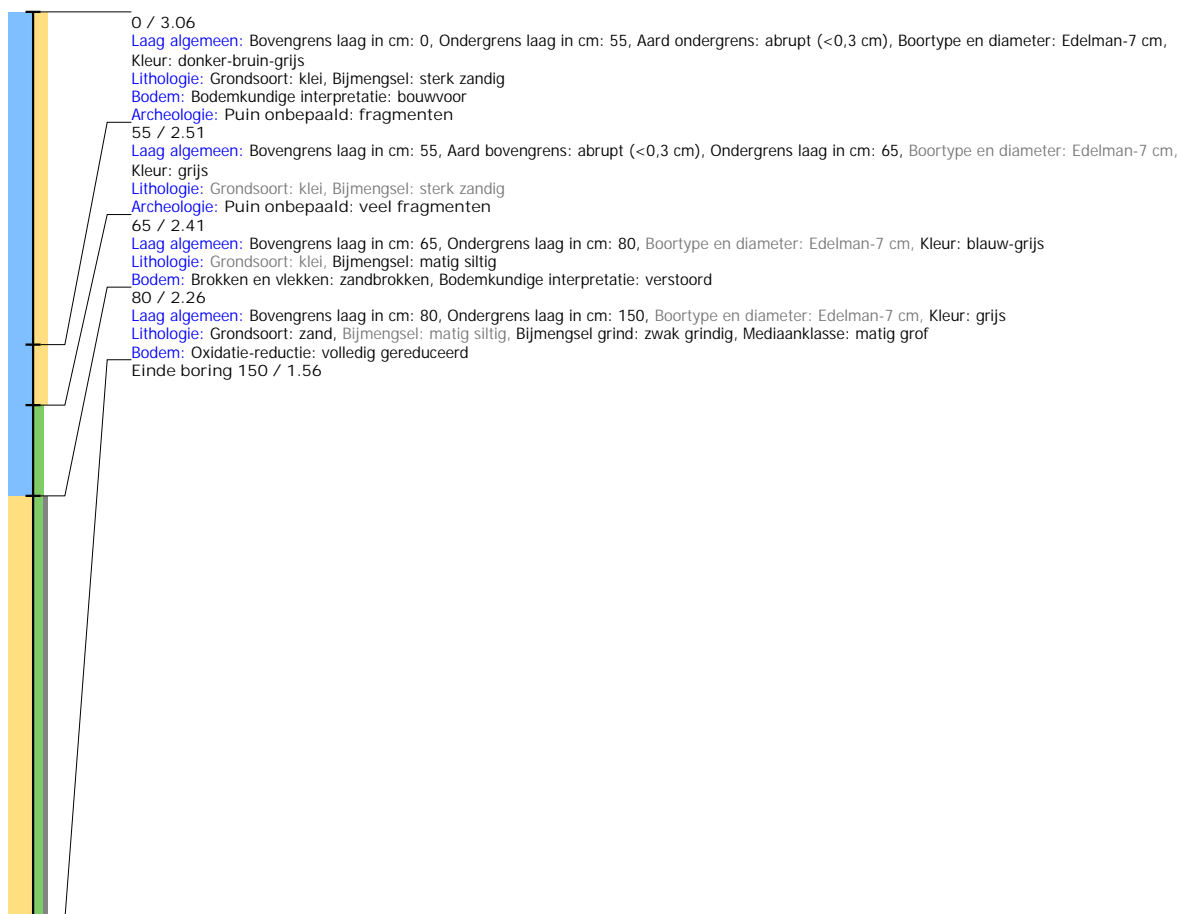 0 / 3.06
Laag algemeen: Bovengrens laag in cm: 0, Ondergrens laag in cm: 55, Aard ondergrens: abrupt (<0,3 cm), Boortype en diameter: Edelman-7 cm,
Kleur: donker-bruin-grijs
Lithologie: Grondsoort: klei, Bijmengsel: sterk zandig
Bodem: Bodemkundige interpretatie: bouwvoor
Archeologie: Puin onbepaald: fragmenten
55 / 2.51
Laag algemeen: Bovengrens laag in cm: 55, Aard bovengrens: abrupt (<0,3 cm), Ondergrens laag in cm: 65, Boortype en diameter: Edelman-7 cm,
Kleur: grijs
Lithologie: Grondsoort: klei, Bijmengsel: sterk zandig
Archeologie: Puin onbepaald: veel fragmenten
65 / 2.41
Laag algemeen: Bovengrens laag in cm: 65, Ondergrens laag in cm: 80, Boortype en diameter: Edelman-7 cm, Kleur: blauw-grijs
Lithologie: Grondsoort: klei, Bijmengsel: matig siltig
Bodem: Brokken en vlekken: zandbrokken, Bodemkundige interpretatie: verstoord
80 / 2.26
Laag algemeen: Bovengrens laag in cm: 80, Ondergrens laag in cm: 150, Boortype en diameter: Edelman-7 cm, Kleur: grijs
Lithologie: Grondsoort: zand, Bijmengsel: matig siltig, Bijmengsel grind: zwak grindig, Mediaanklasse: matig grof
Bodem: Oxidatie-reductie: volledig gereduceerd
Einde boring 150 / 1.56